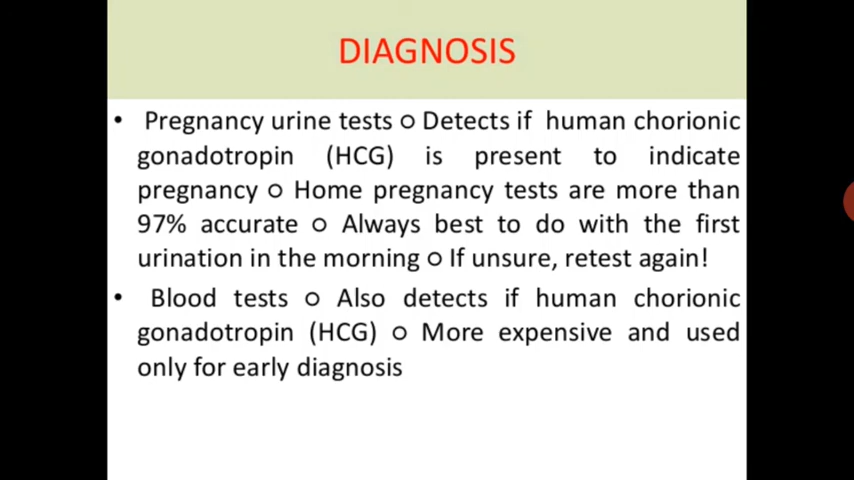 DIAGNOSIS
• Pregnancy urine tests ○ Detects if human chorionic
gonadotropin (HCG) is present to indicate
pregnancy ○ Home pregnancy tests are more than
97% accurate ○ Always best to do with the first
urination in the morning ○ If unsure, retest again!
• Blood tests ○ Also detects if human chorionic
gonadotropin (HCG) ○ More expensive and used
only for early diagnosis